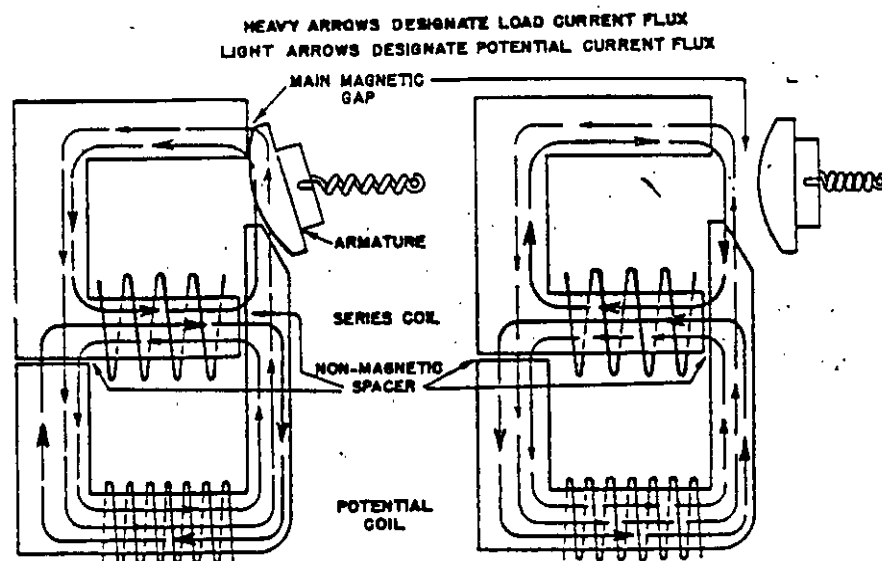 HEAVY ARROWS DESIGNATE LOAD CURRENT FLUX
LIGHT ARROWS DESIGNATE POTENTIAL CURRENT FLUX
MAIN MAGNETIC
GAP
ARMATURE
SERIES COIL
NON-MAGNETIC
SPACER
POTENTIAL
COIL